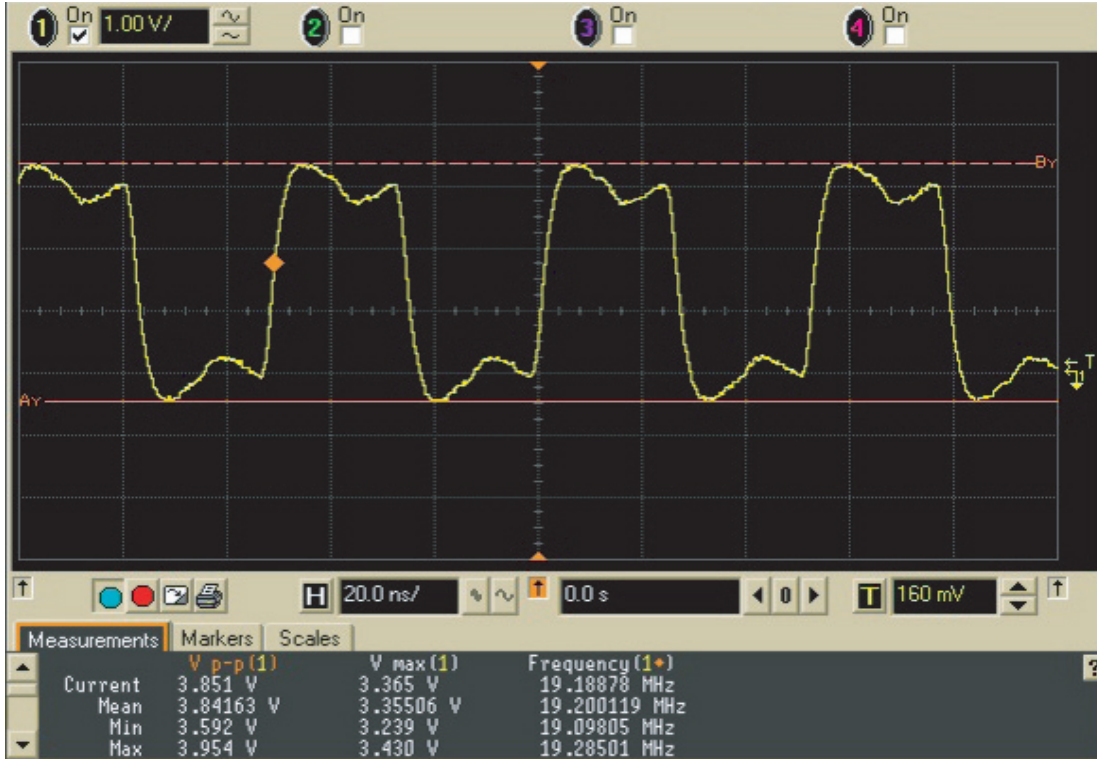 1 On 1.00 V/ 2 On 3 On 4 On
By
T
Ay
1
H 20.0 ns/ 0.0 s 0 T 160 mV
Measurements Markers Scales
V p-p(1) V max(1) Frequency(1◆)
Current 3.851 V 3.365 V 19.18878 MHz
Mean 3.84163 V 3.35506 V 19.200119 MHz
Min 3.592 V 3.239 V 19.09805 MHz
Max 3.954 V 3.430 V 19.28501 MHz
?